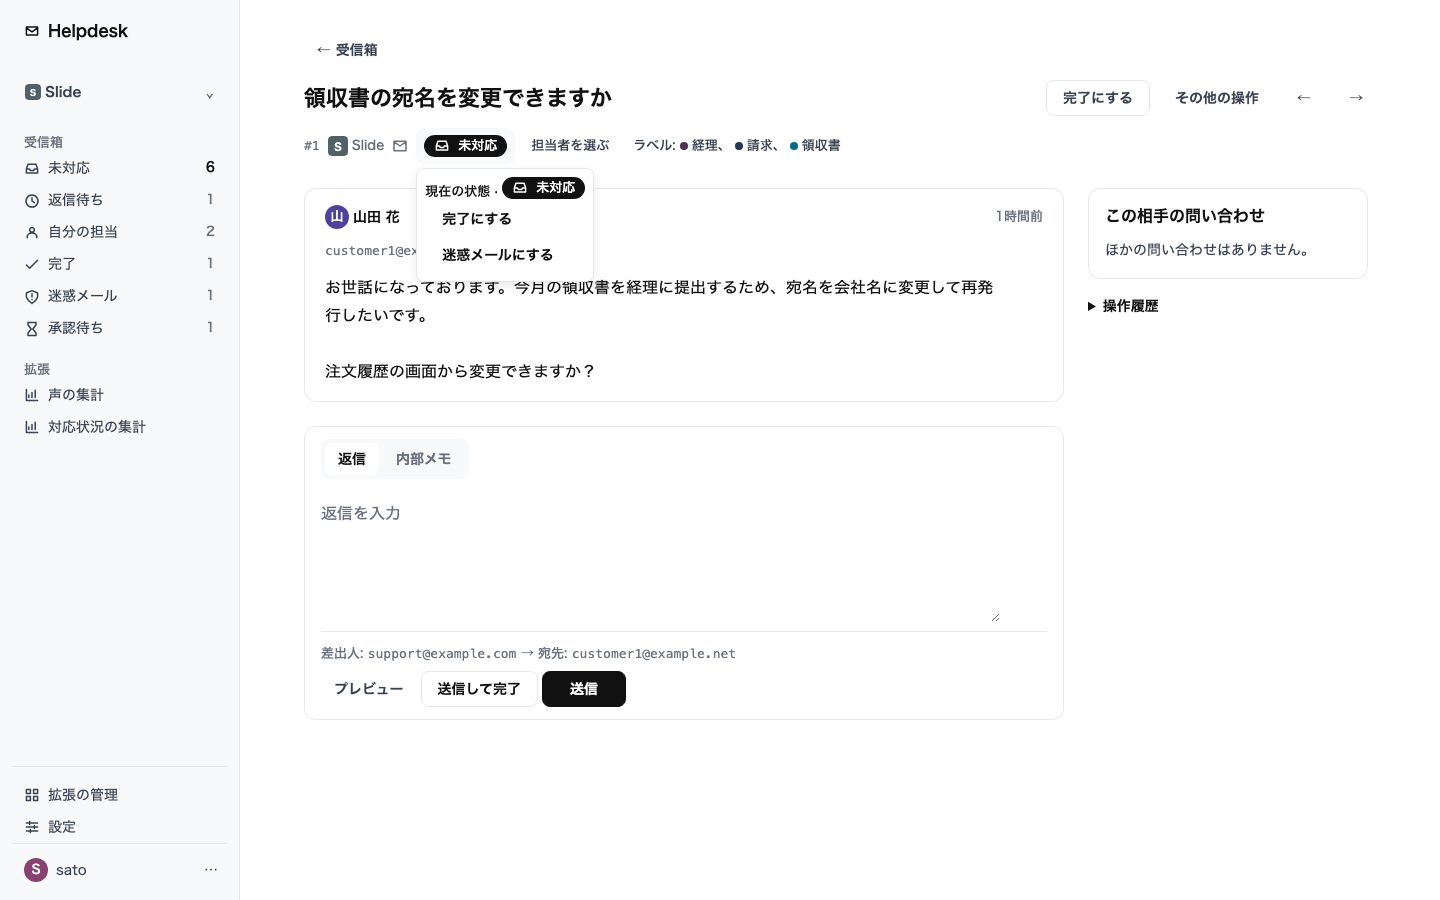 Helpdesk
S Slide
受信箱
未対応 6
返信待ち 1
自分の担当 2
完了 1
迷惑メール 1
承認待ち 1
拡張
声の集計
対応状況の集計
拡張の管理
設定
S sato ...
← 受信箱
領収書の宛名を変更できますか
完了にする その他の操作 ← →
#1 S Slide 未対応 担当者を選ぶ ラベル: 経理、 請求、 領収書
現在の状態 · 未対応
完了にする
迷惑メールにする
山 山田 花 1時間前
customer1@ex
お世話になっております。今月の領収書を経理に提出するため、宛名を会社名に変更して再発
行したいです。
注文履歴の画面から変更できますか？
返信 内部メモ
返信を入力
差出人: support@example.com → 宛先: customer1@example.net
プレビュー 送信して完了 送信
この相手の問い合わせ
ほかの問い合わせはありません。
▶ 操作履歴